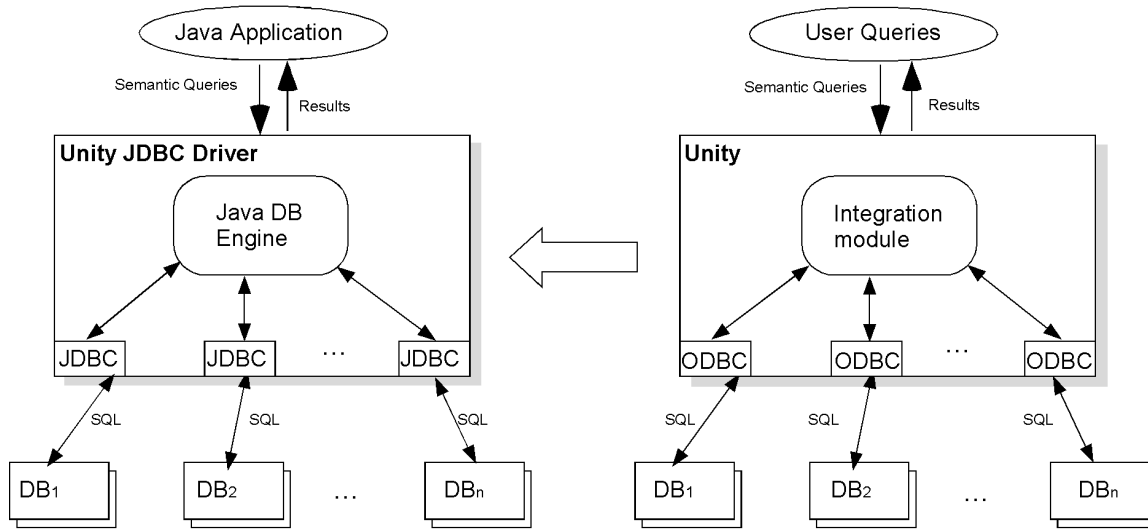 Java Application
Semantic Queries
Results
Unity JDBC Driver
Java DB
Engine
JDBC
JDBC
...
JDBC
SQL
SQL
SQL
DB1
DB2
...
DBn
User Queries
Semantic Queries
Results
Unity
Integration
module
ODBC
ODBC
...
ODBC
SQL
SQL
SQL
DB1
DB2
...
DBn